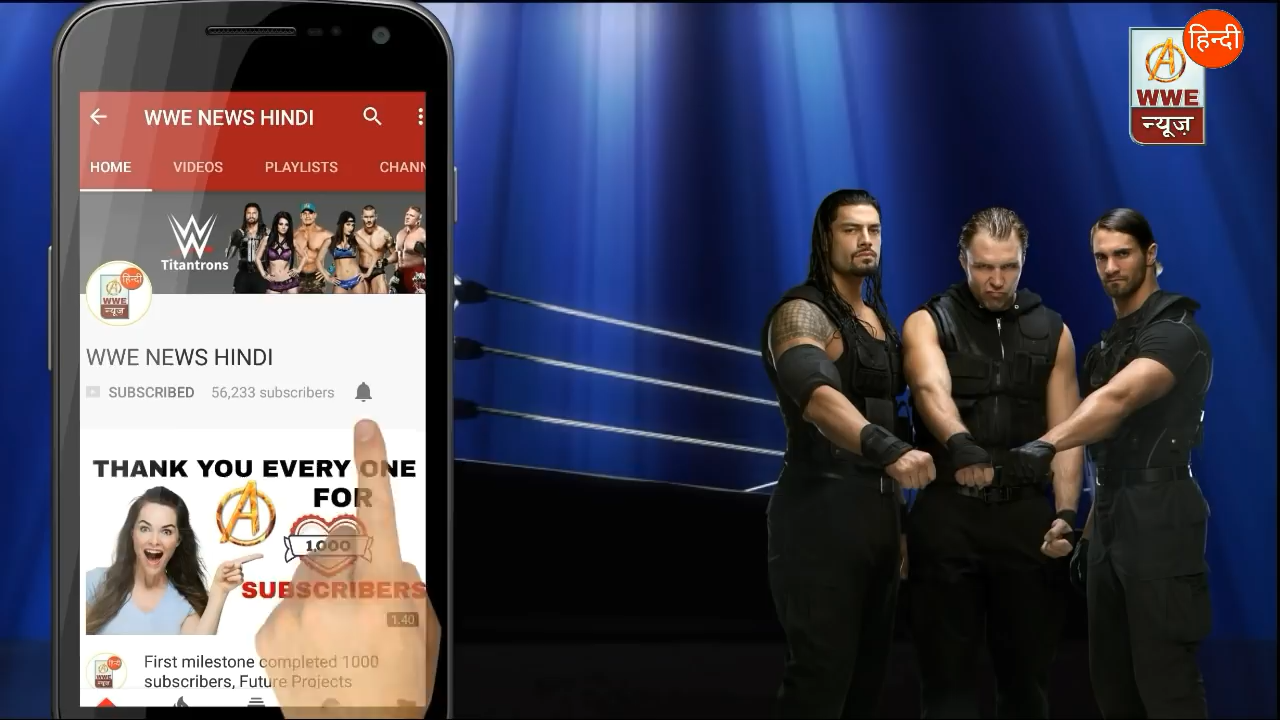 WWE NEWS HINDI
HOME VIDEOS PLAYLISTS CHANN
W
Titantrons
हिन्दी
A
WWE
न्यूज़
WWE NEWS HINDI
SUBSCRIBED 56,233 subscribers
THANK YOU EVERY ONE
FOR
A
1,000
SUBSCRIBERS
1.40
First milestone completed 1000
subscribers, Future Projects
हिन्दी
A
WWE
न्यूज़